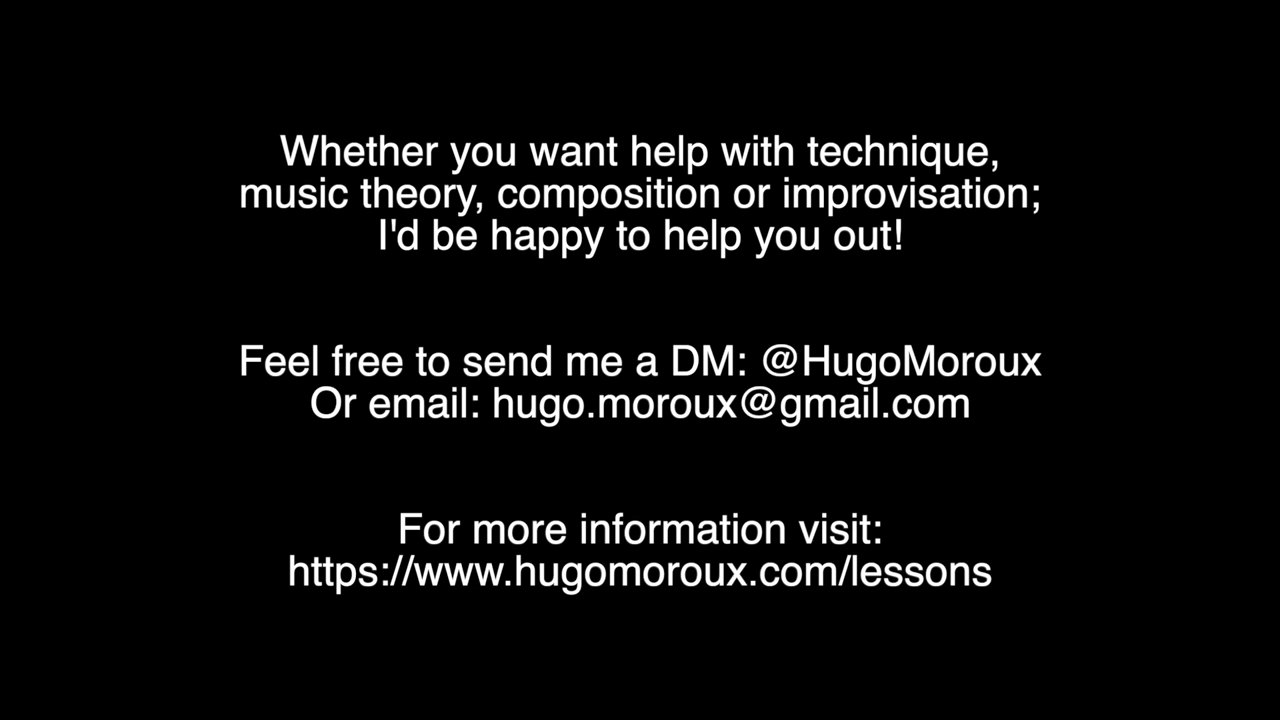 Whether you want help with technique,
music theory, composition or improvisation;
I'd be happy to help you out!
Feel free to send me a DM: @HugoMoroux
Or email: hugo.moroux@gmail.com
For more information visit:
https://www.hugomoroux.com/lessons